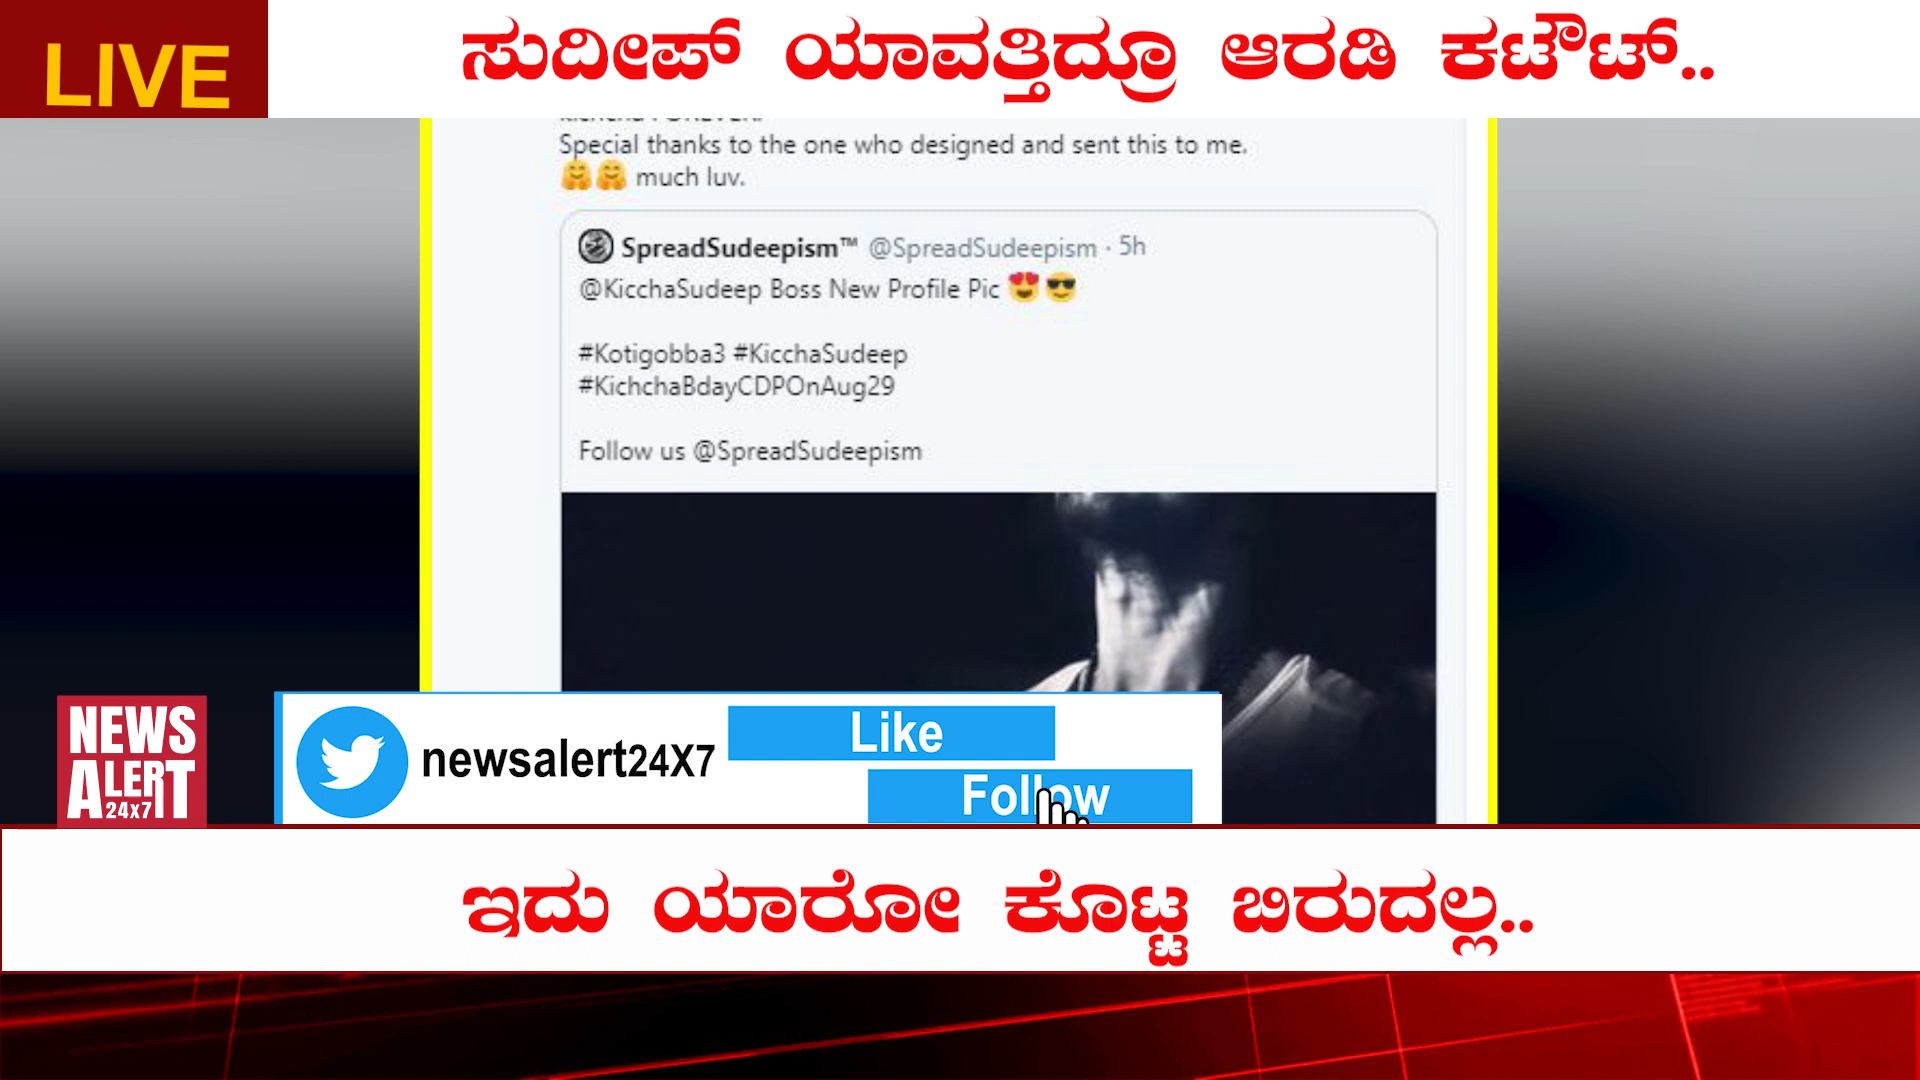 LIVE
ಸುದೀಪ್ ಯಾವತ್ತಿದ್ರೂ ಆರಡಿ ಕಟೌಟ್..
Special thanks to the one who designed and sent this to me.
🤗🤗 much luv.
SpreadSudeepism™ @SpreadSudeepism · 5h
@KicchaSudeep Boss New Profile Pic 😍😎
#Kotigobba3 #KicchaSudeep
#KichchaBdayCDPOnAug29
Follow us @SpreadSudeepism
NEWS
ALERT
24x7
newsalert24X7
Like
Follow
ಇದು ಯಾರೋ ಕೊಟ್ಟ ಬಿರುದಲ್ಲ..